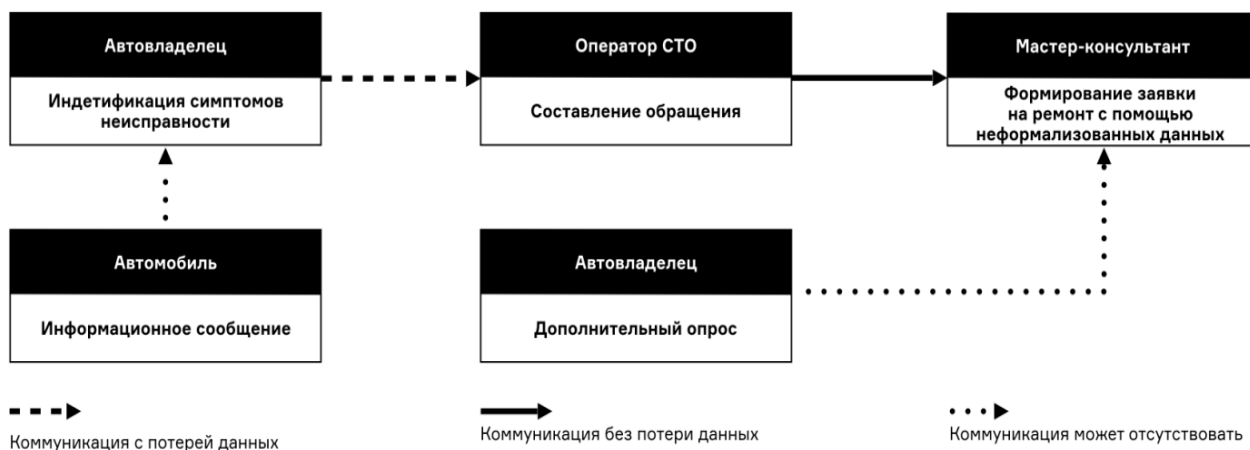 Автовладелец
Индетификация симптомов
неисправности
Оператор СТО
Составление обращения
Мастер-консультант
Формирование заявки
на ремонт с помощью
неформализованных данных
Автомобиль
Информационное сообщение
Автовладелец
Дополнительный опрос
Коммуникация с потерей данных
Коммуникация без потери данных
Коммуникация может отсутствовать